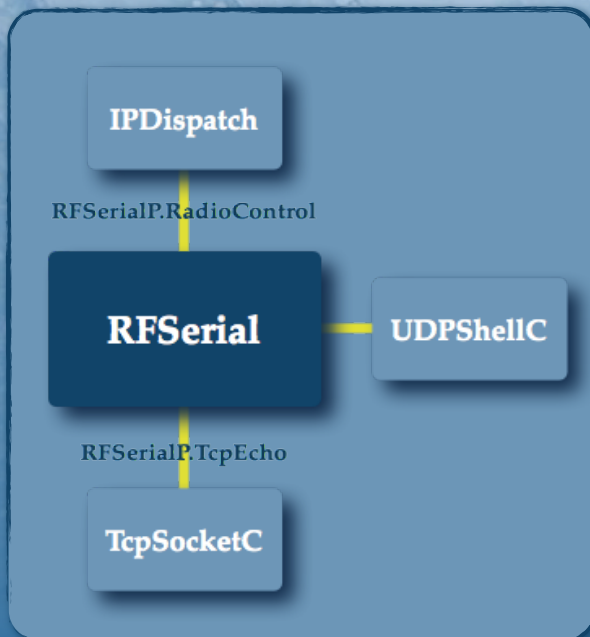 IPDispatch
RFSerialP.RadioControl
RFSerial
UDPShellC
RFSerialP.TcpEcho
TcpSocketC